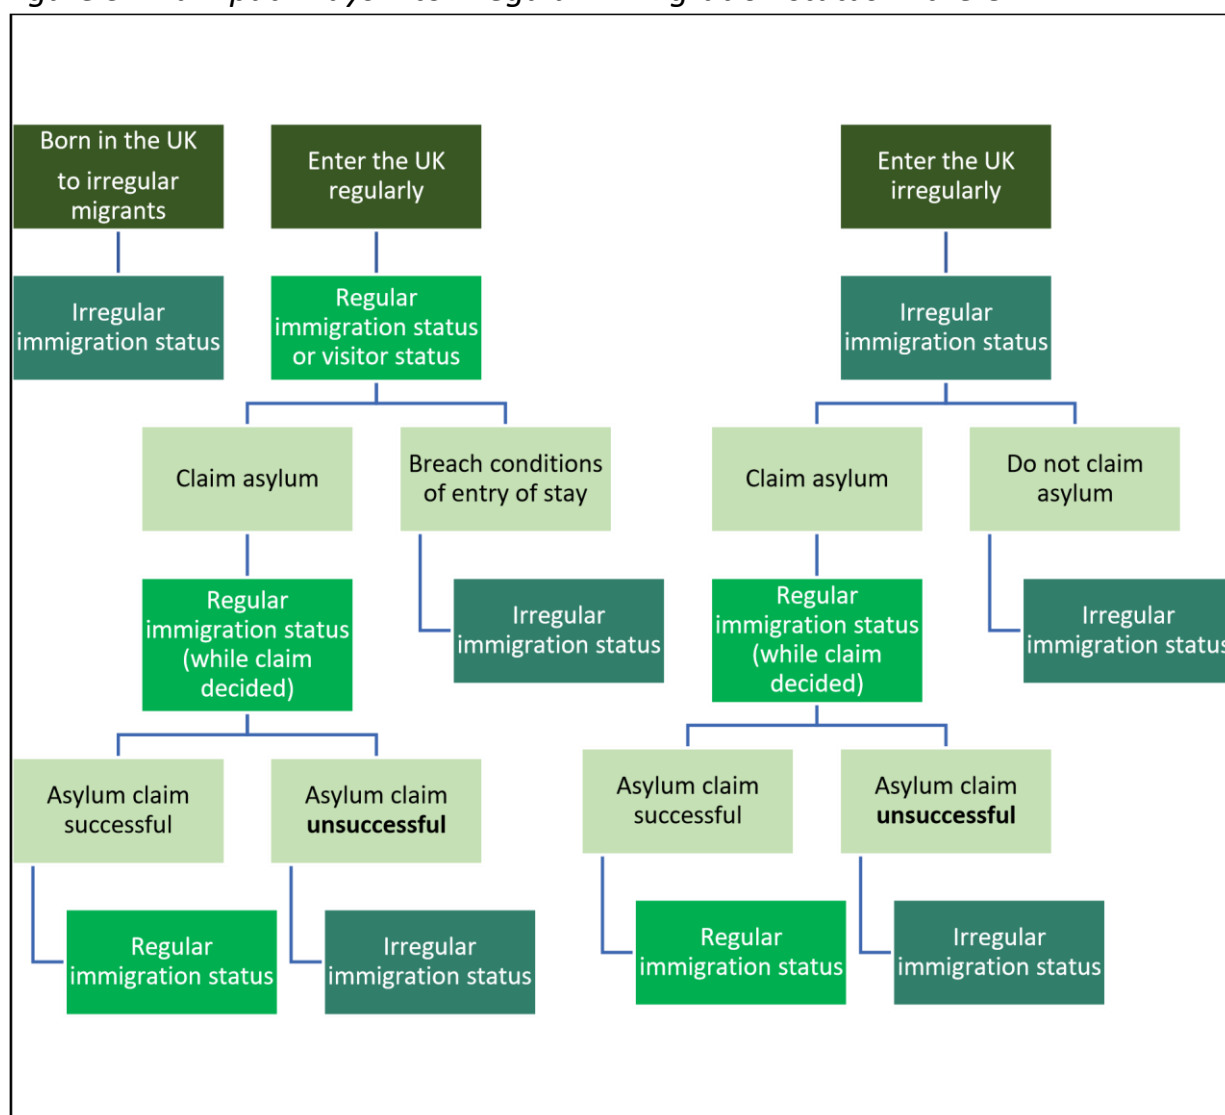 Born in the UK
to irregular
migrants
Enter the UK
regularly
Enter the UK
irregularly
Irregular
immigration status
Regular
immigration status
or visitor status
Irregular
immigration status
Claim asylum
Breach conditions
of entry of stay
Claim asylum
Do not claim
asylum
Regular
immigration status
(while claim
decided)
Irregular
immigration status
Regular
immigration status
(while claim
decided)
Irregular
immigration status
Asylum claim
successful
Asylum claim
unsuccessful
Asylum claim
successful
Asylum claim
unsuccessful
Regular
immigration status
Irregular
immigration status
Regular
immigration status
Irregular
immigration status